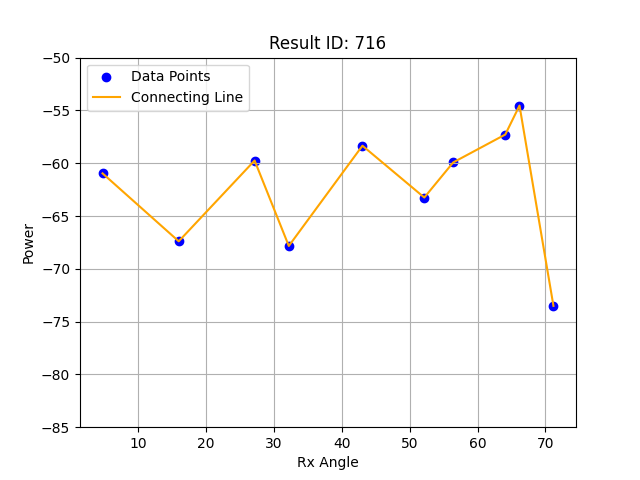 Result ID: 716
Data Points
Connecting Line
Power
−50
−55
−60
−65
−70
−75
−80
−85
10 20 30 40 50 60 70
Rx Angle